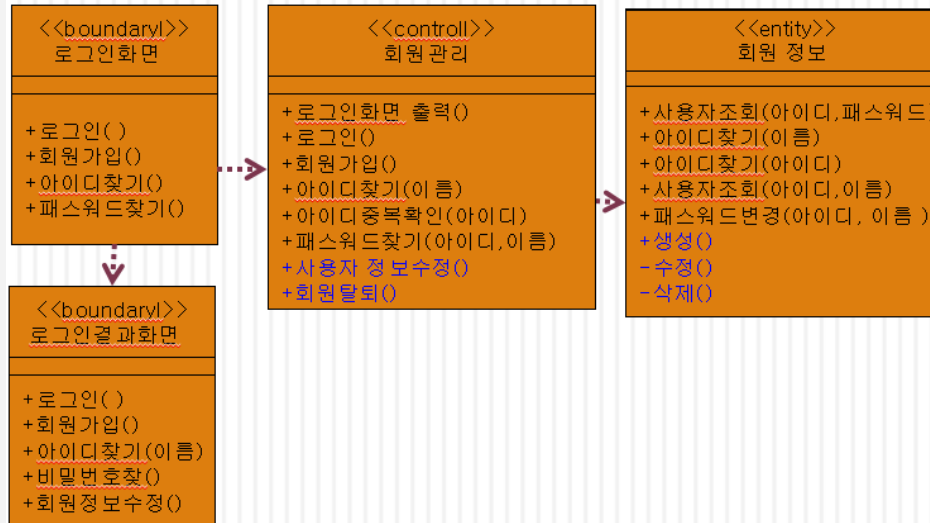 <<boundaryl>>
로그인화면
+로그인( )
+회원가입()
+아이디찾기()
+패스워드찾기()
<<controll>>
회원관리
+로그인화면 출력()
+로그인()
+회원가입()
+아이디찾기(이름)
+아이디중복확인(아이디)
+패스워드찾기(아이디,이름)
+사용자 정보수정()
+회원탈퇴()
<<entity>>
회원 정보
+사용자조회(아이디,패스워드
+아이디찾기(이름)
+아이디찾기(아이디)
+사용자조회(아이디,이름)
+패스워드변경(아이디, 이름 )
+생성()
-수정()
-삭제()
<<boundaryl>>
로그인결과화면
+로그인( )
+회원가입()
+아이디찾기(이름)
+비밀번호찾()
+회원정보수정()